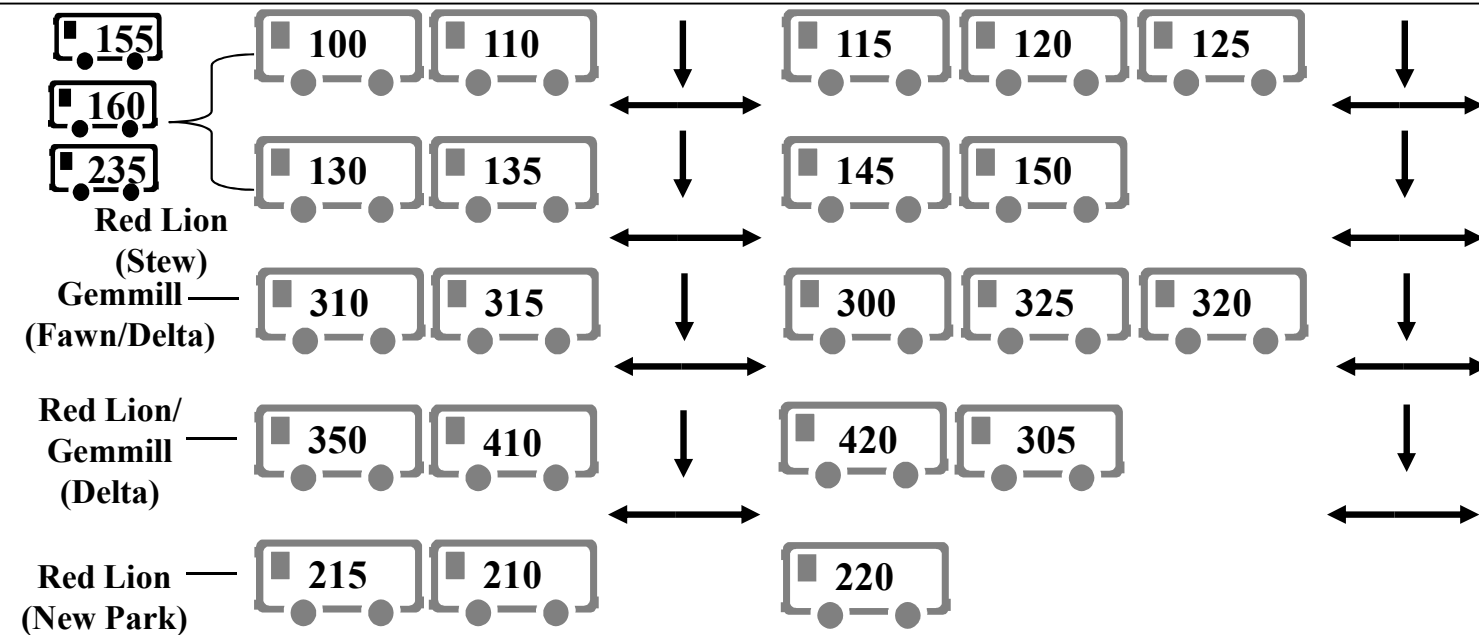 155
160
235
100 110 115 120 125
130 135 145 150
Red Lion
(Stew)
Gemmill
(Fawn/Delta)
310 315 300 325 320
Red Lion/
Gemmill
(Delta)
350 410 420 305
Red Lion
(New Park)
215 210 220